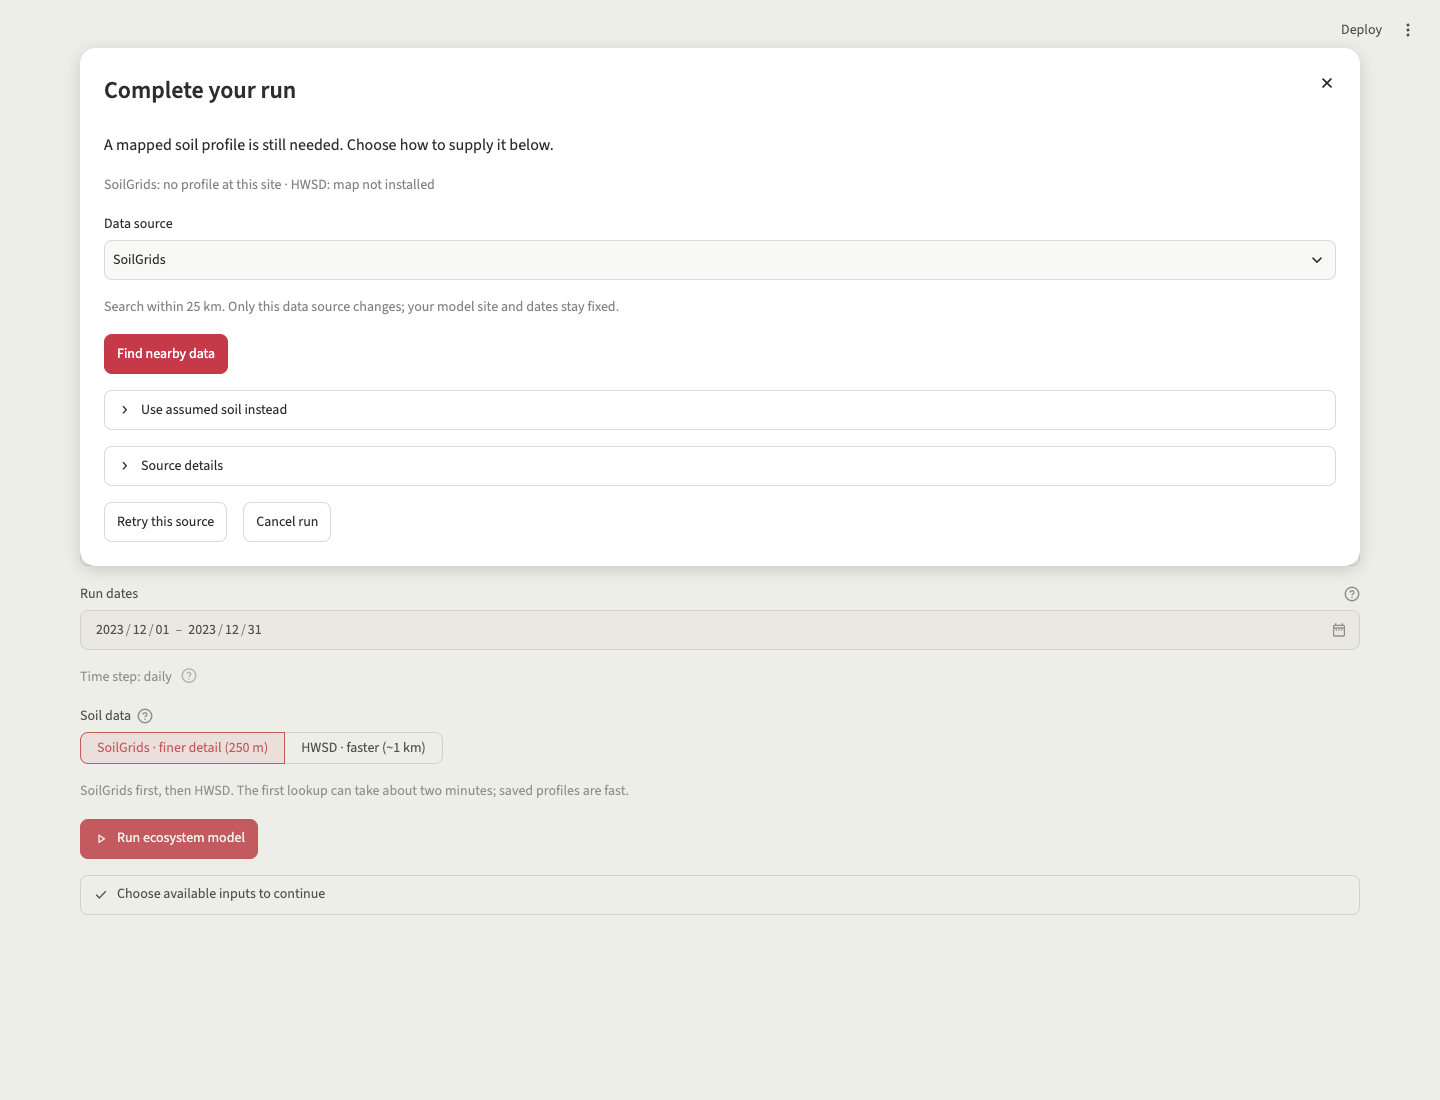 Deploy
Complete your run
A mapped soil profile is still needed. Choose how to supply it below.
SoilGrids: no profile at this site · HWSD: map not installed
Data source
SoilGrids
Search within 25 km. Only this data source changes; your model site and dates stay fixed.
Find nearby data
Use assumed soil instead
Source details
Retry this source
Cancel run
Run dates
2023 / 12 / 01 – 2023 / 12 / 31
Time step: daily
Soil data
SoilGrids · finer detail (250 m)
HWSD · faster (~1 km)
SoilGrids first, then HWSD. The first lookup can take about two minutes; saved profiles are fast.
Run ecosystem model
Choose available inputs to continue